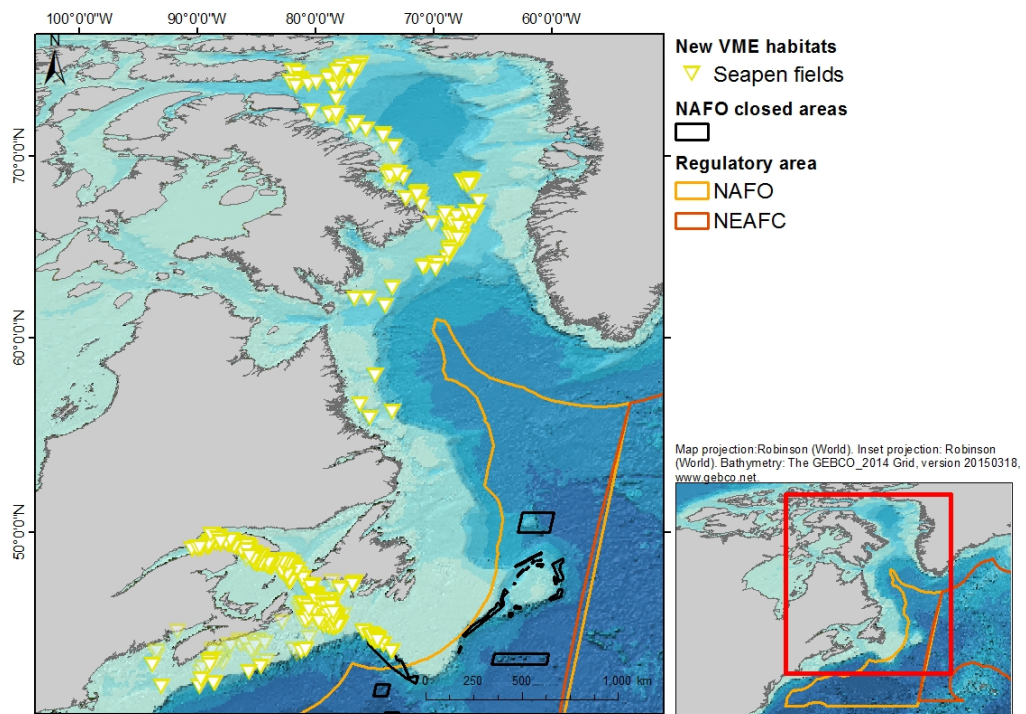 100°0'0"W 90°0'0"W 80°0'0"W 70°0'0"W 60°0'0"W
N
70°0'0"N
60°0'0"N
50°0'0"N
0 250 500 1,000 km
New VME habitats
Seapen fields
NAFO closed areas
Regulatory area
NAFO
NEAFC
Map projection:Robinson (World). Inset projection: Robinson
(World). Bathymetry: The GEBCO_2014 Grid, version 20150318,
www.gebco.net.